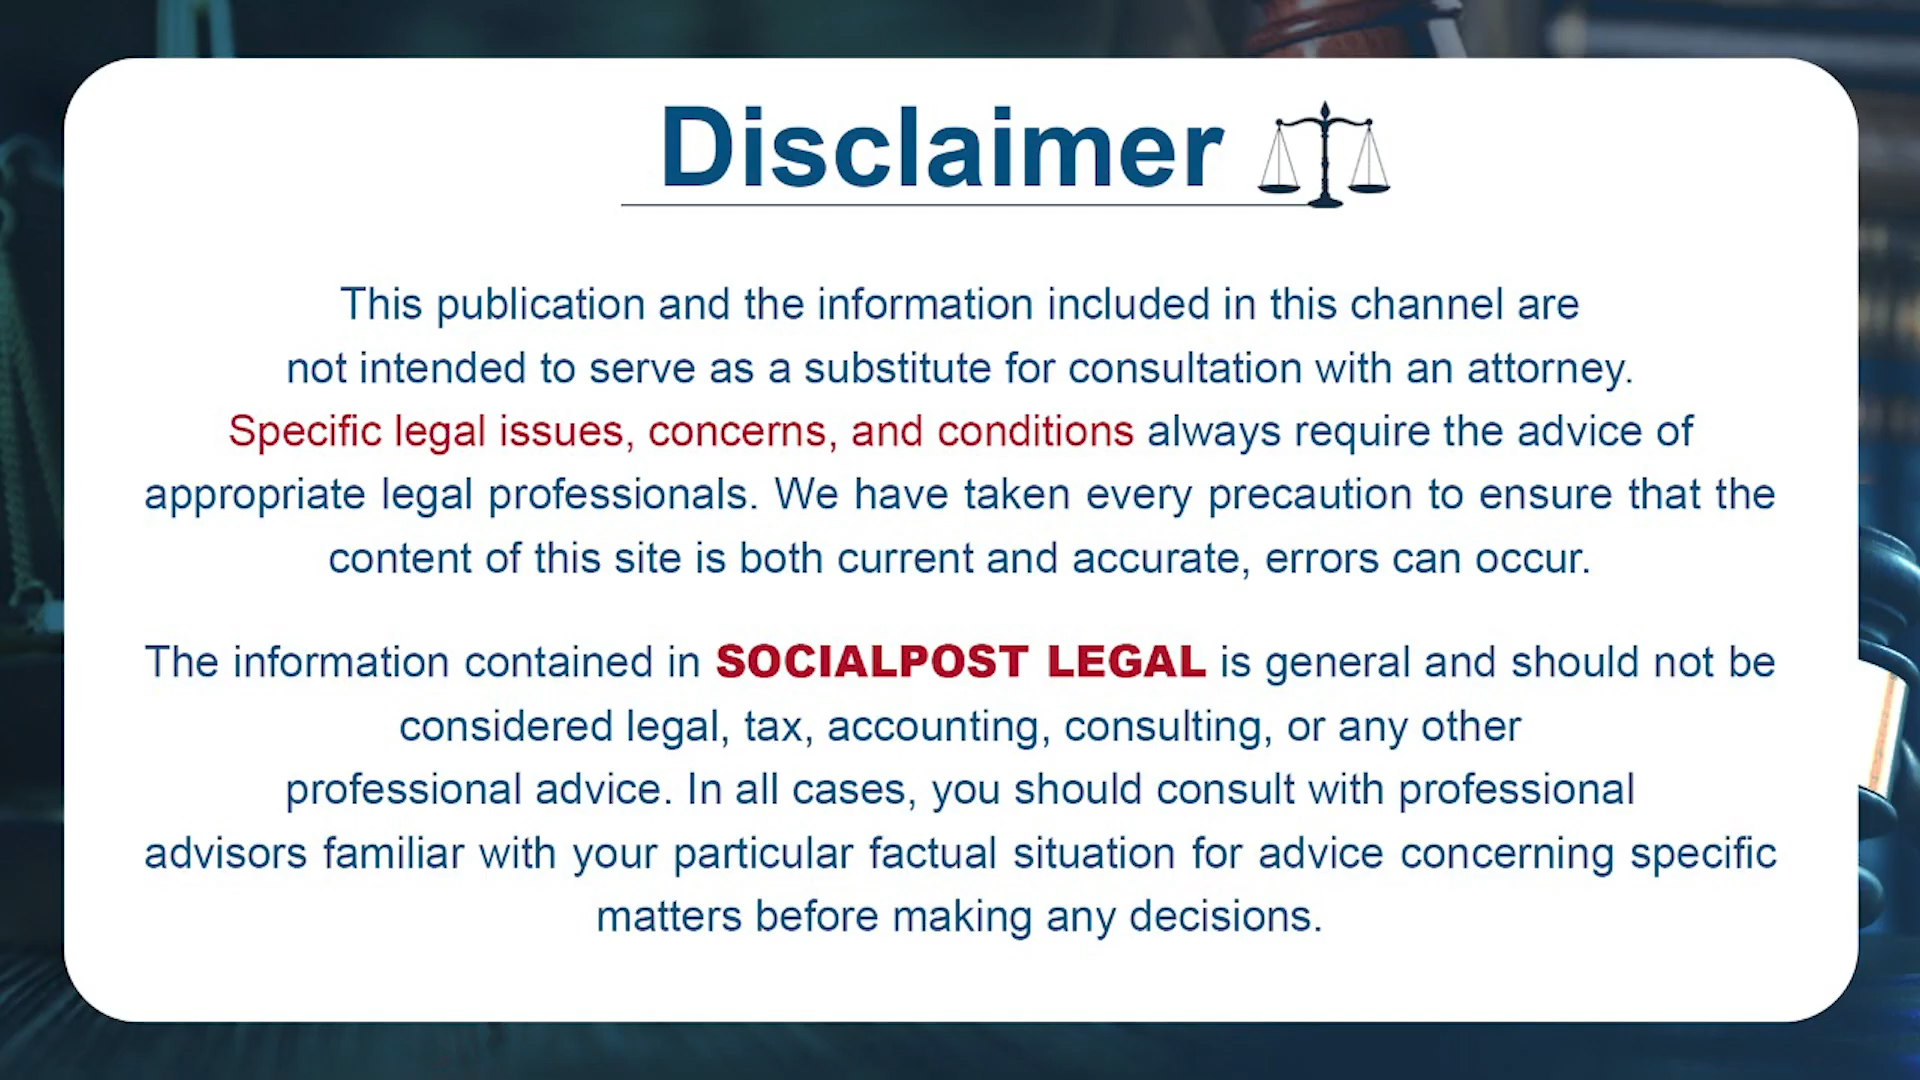 Disclaimer
This publication and the information included in this channel are
not intended to serve as a substitute for consultation with an attorney.
Specific legal issues, concerns, and conditions always require the advice of
appropriate legal professionals. We have taken every precaution to ensure that the
content of this site is both current and accurate, errors can occur.
The information contained in SOCIALPOST LEGAL is general and should not be
considered legal, tax, accounting, consulting, or any other
professional advice. In all cases, you should consult with professional
advisors familiar with your particular factual situation for advice concerning specific
matters before making any decisions.